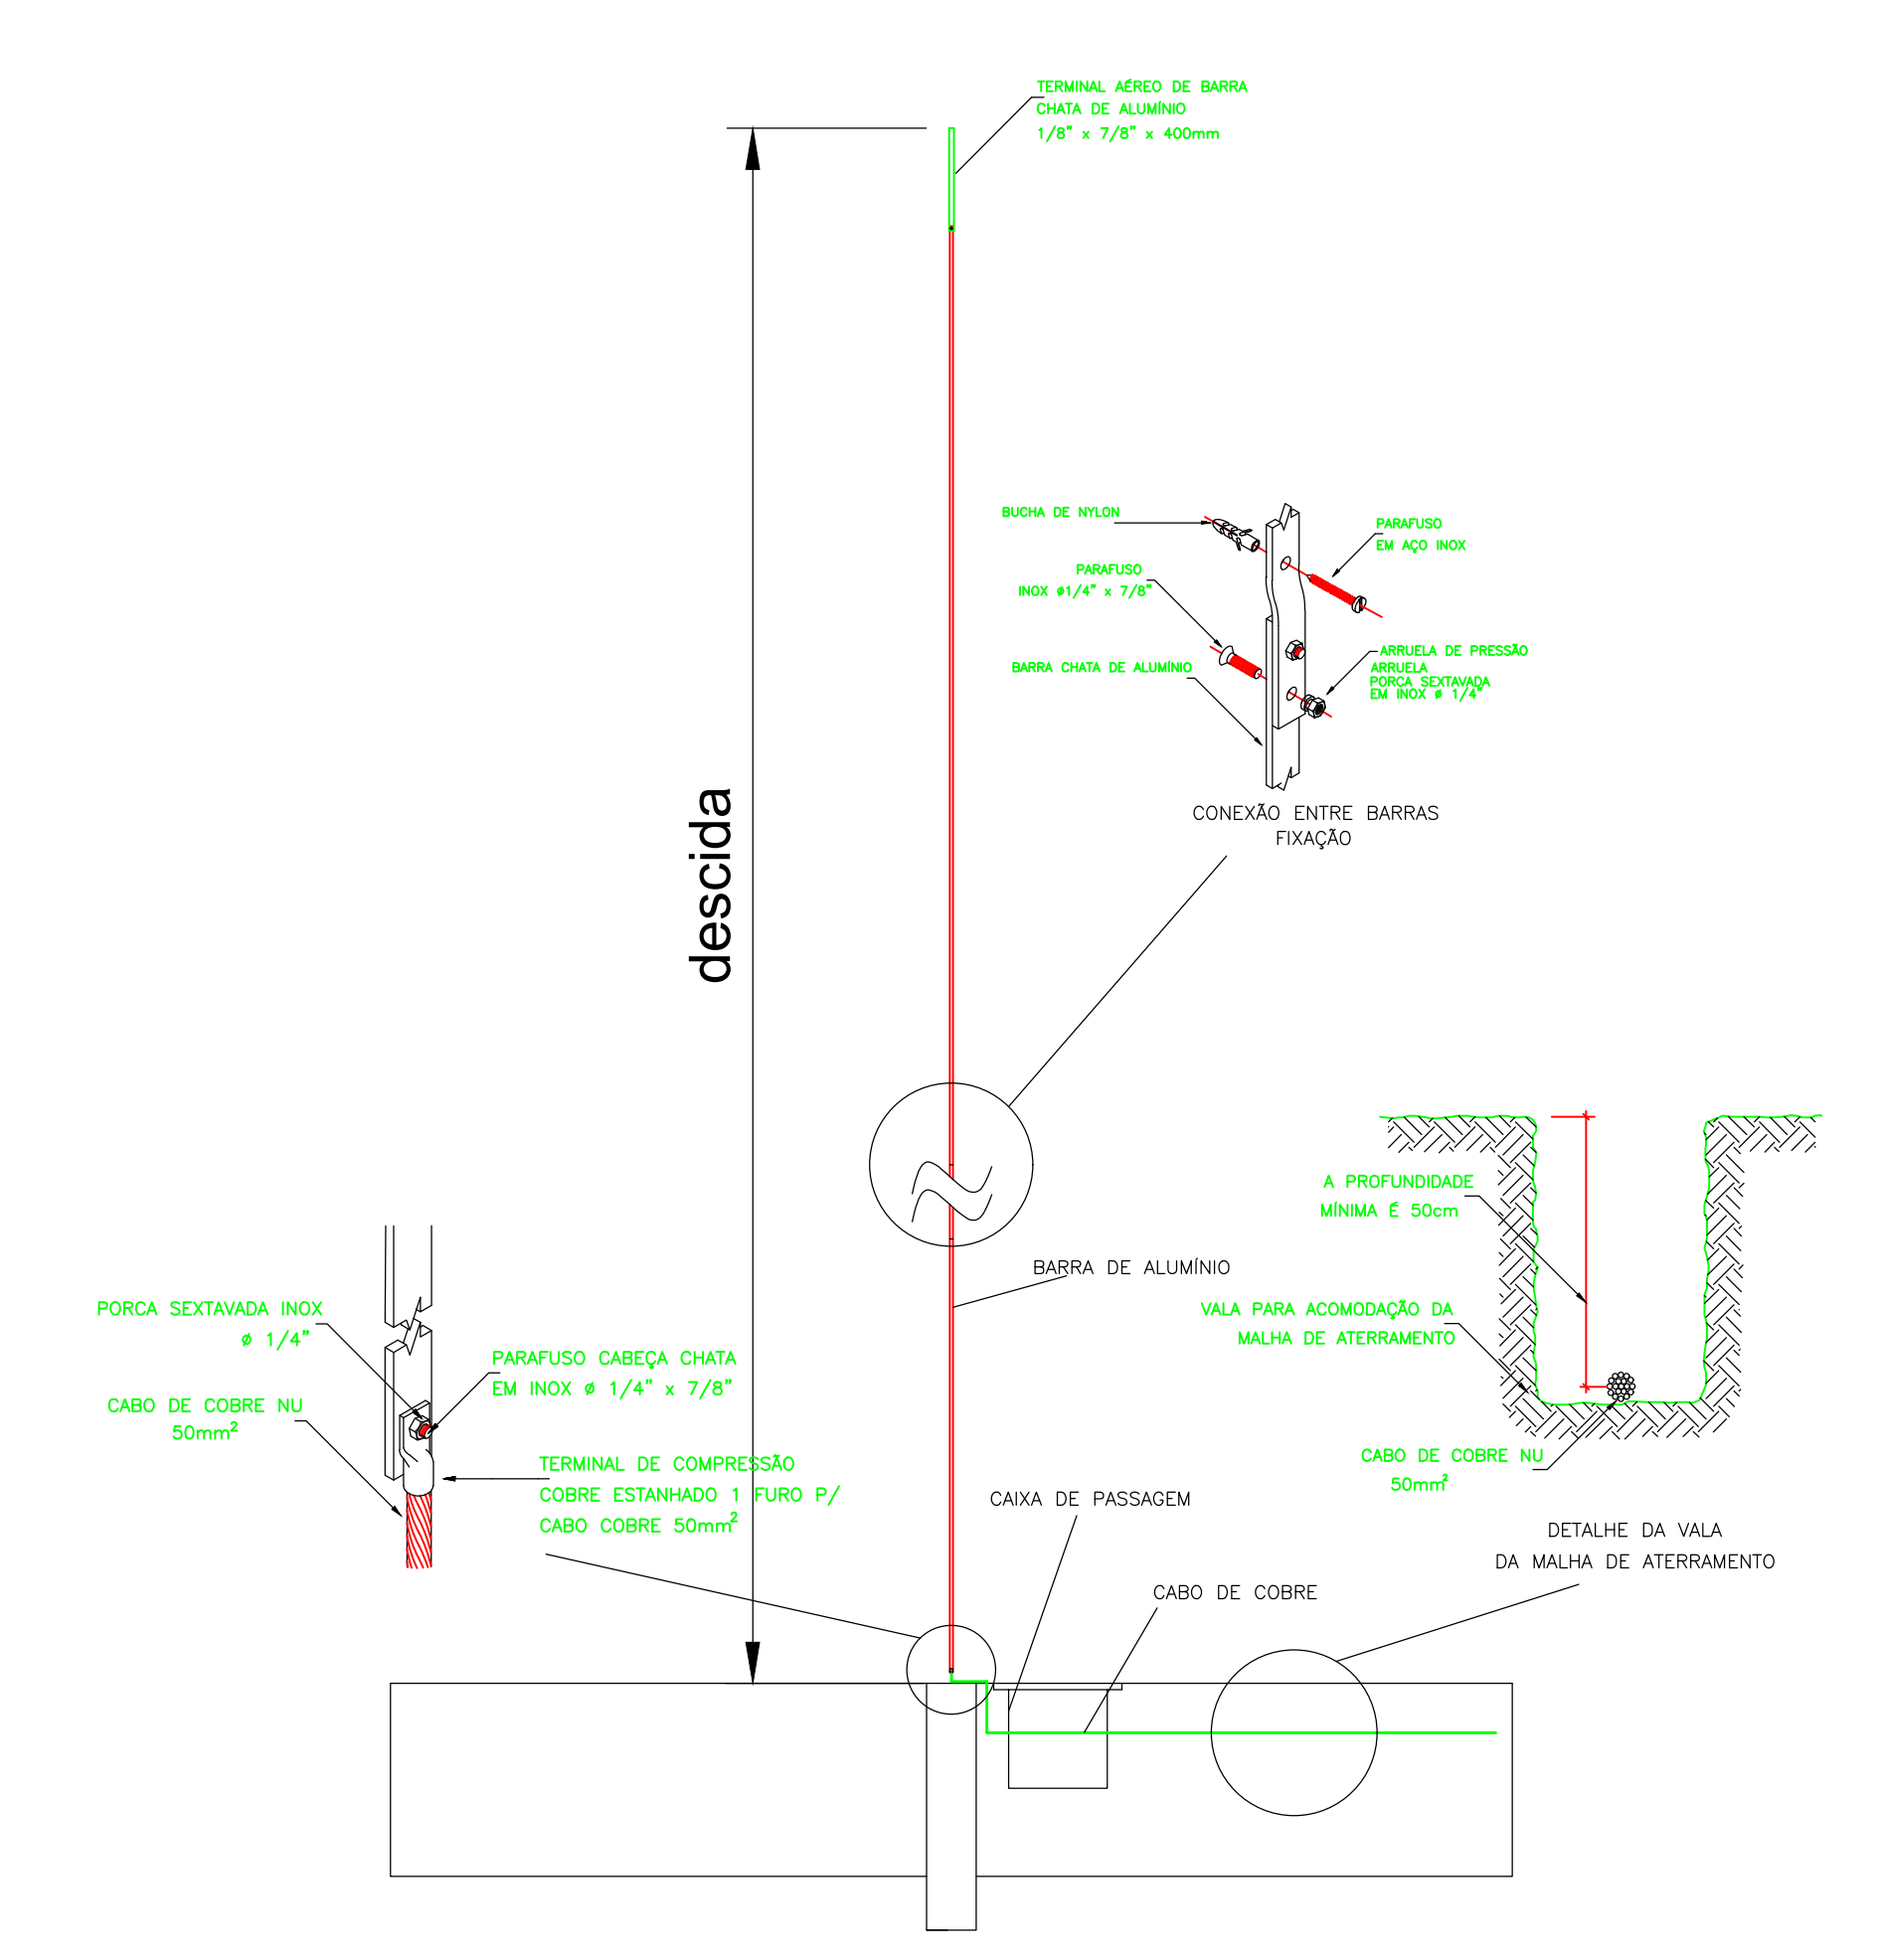 TERMINAL AÉREO DE BARRA
CHATA DE ALUMÍNIO
1/8" x 7/8" x 400mm
BUCHA DE NYLON
PARAFUSO
EM AÇO INOX
PARAFUSO
INOX ø1/4" x 7/8"
BARRA CHATA DE ALUMÍNIO
ARRUELA DE PRESSÃO
ARRUELA
PORCA SEXTAVADA
EM INOX ø 1/4"
CONEXÃO ENTRE BARRAS
FIXAÇÃO
descida
A PROFUNDIDADE
MÍNIMA É 50cm
BARRA DE ALUMÍNIO
VALA PARA ACOMODAÇÃO DA
MALHA DE ATERRAMENTO
PORCA SEXTAVADA INOX
ø 1/4"
PARAFUSO CABEÇA CHATA
EM INOX ø 1/4" x 7/8"
CABO DE COBRE NU
50mm²
TERMINAL DE COMPRESSÃO
COBRE ESTANHADO 1 FURO P/
CABO COBRE 50mm²
CABO DE COBRE NU
50mm²
CAIXA DE PASSAGEM
DETALHE DA VALA
DA MALHA DE ATERRAMENTO
CABO DE COBRE